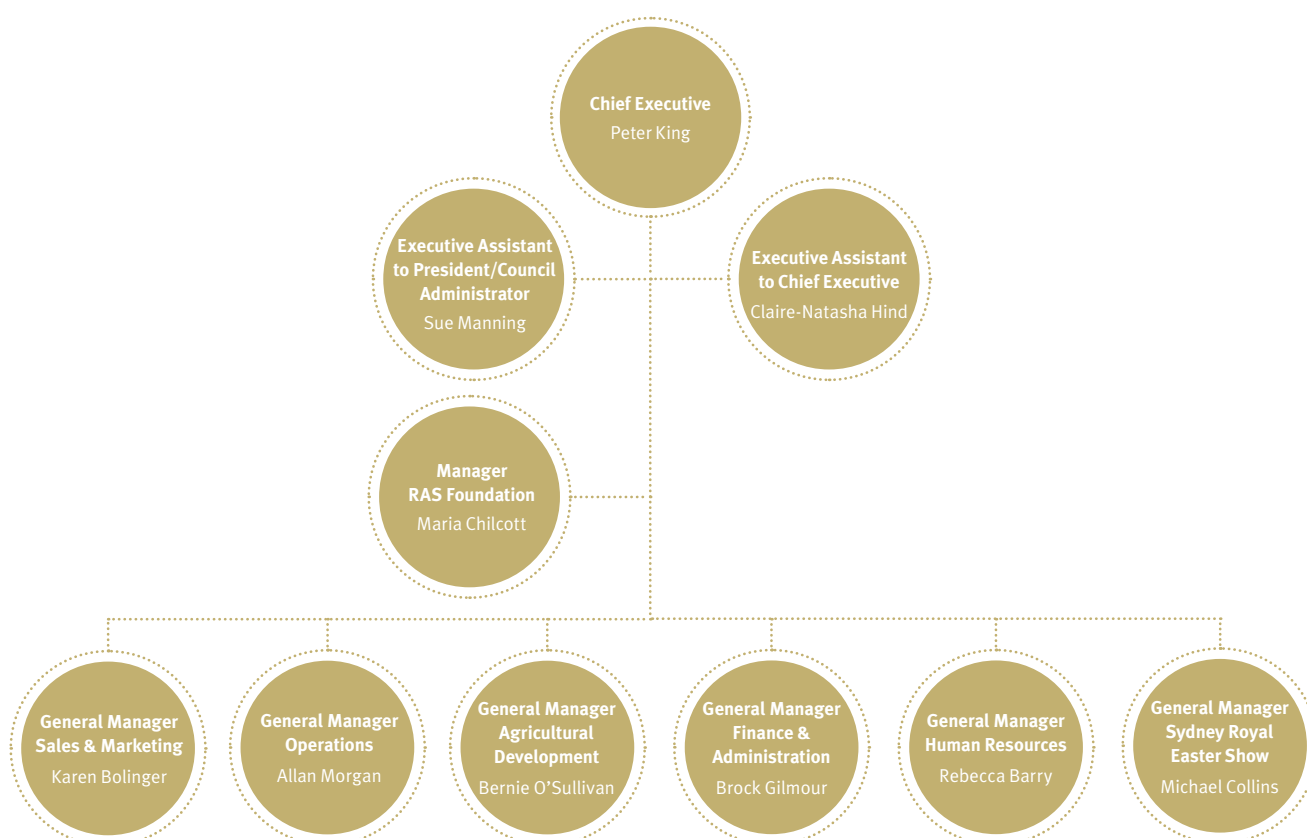 Chief Executive
Peter King
Executive Assistant
to President/Council
Administrator
Sue Manning
Executive Assistant
to Chief Executive
Claire-Natasha Hind
Manager
RAS Foundation
Maria Chilcott
General Manager
Sales & Marketing
Karen Bolinger
General Manager
Operations
Allan Morgan
General Manager
Agricultural
Development
Bernie O’Sullivan
General Manager
Finance &
Administration
Brock Gilmour
General Manager
Human Resources
Rebecca Barry
General Manager
Sydney Royal
Easter Show
Michael Collins